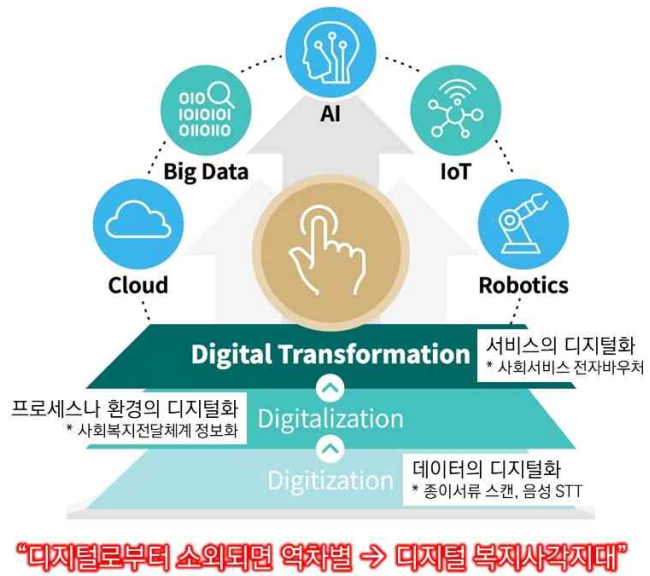 AI
010
101010
011010
Big Data
IoT
Cloud
Robotics
Digital Transformation
서비스의 디지털화
* 사회서비스 전자바우처
프로세스나 환경의 디지털화
* 사회복지전달체계 정보화
Digitalization
Digitization
데이터의 디지털화
* 종이서류 스캔, 음성 STT
“디지털로부터 소외되면 역차별 → 디지털 복지사각지대”